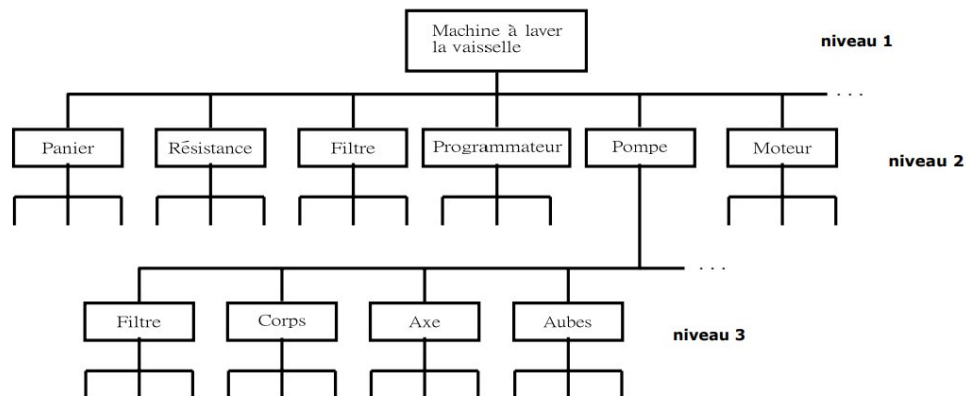 Machine à laver
la vaisselle
niveau 1
. . .
Panier
Résistance
Filtre
Programmateur
Pompe
Moteur
niveau 2
. . .
Filtre
Corps
Axe
Aubes
niveau 3